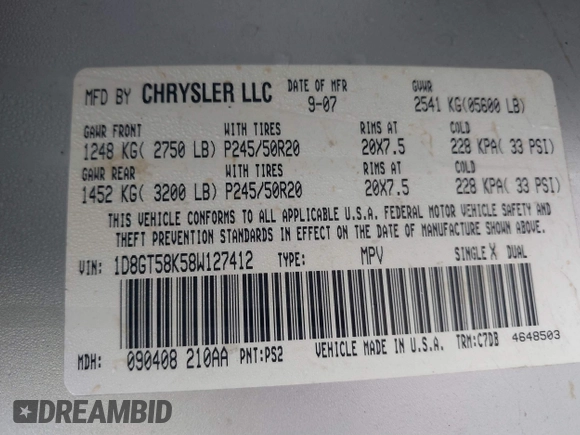 MFD BY CHRYSLER LLC DATE OF MFR 9-07 GVWR 2541 KG(05600 LB)
GAWR FRONT WITH TIRES RIMS AT COLD
1248 KG( 2750 LB) P245/50R20 20X7.5 228 KPA( 33 PSI)
GAWR REAR WITH TIRES RIMS AT COLD
1452 KG( 3200 LB) P245/50R20 20X7.5 228 KPA( 33 PSI)
THIS VEHICLE CONFORMS TO ALL APPLICABLE U.S.A. FEDERAL MOTOR VEHICLE SAFETY AND
THEFT PREVENTION STANDARDS IN EFFECT ON THE DATE OF MANUFACTURE SHOWN ABOVE.
VIN: 1D8GT58K58W127412 TYPE: MPV SINGLE X DUAL
MDH: 090408 210AA PNT:PS2 VEHICLE MADE IN U.S.A. TRM:C7DB 4648503
DREAMBID